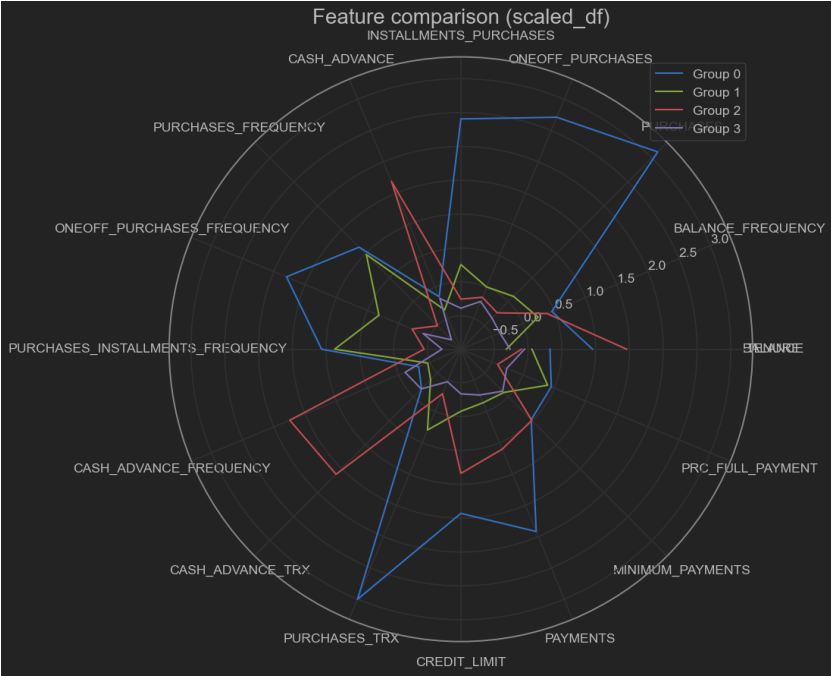 Feature comparison (scaled_df)
INSTALLMENTS_PURCHASES
CASH_ADVANCE
ONEOFF_PURCHASES
Group 0
Group 1
Group 2
Group 3
PURCHASES_FREQUENCY
PURCHASES
ONEOFF_PURCHASES_FREQUENCY
BALANCE_FREQUENCY
3.0
2.5
2.0
1.5
1.0
0.5
0.0
−0.5
PURCHASES_INSTALLMENTS_FREQUENCY
CASH_ADVANCE_FREQUENCY
PRC_FULL_PAYMENT
CASH_ADVANCE_TRX
MINIMUM_PAYMENTS
PURCHASES_TRX
PAYMENTS
CREDIT_LIMIT